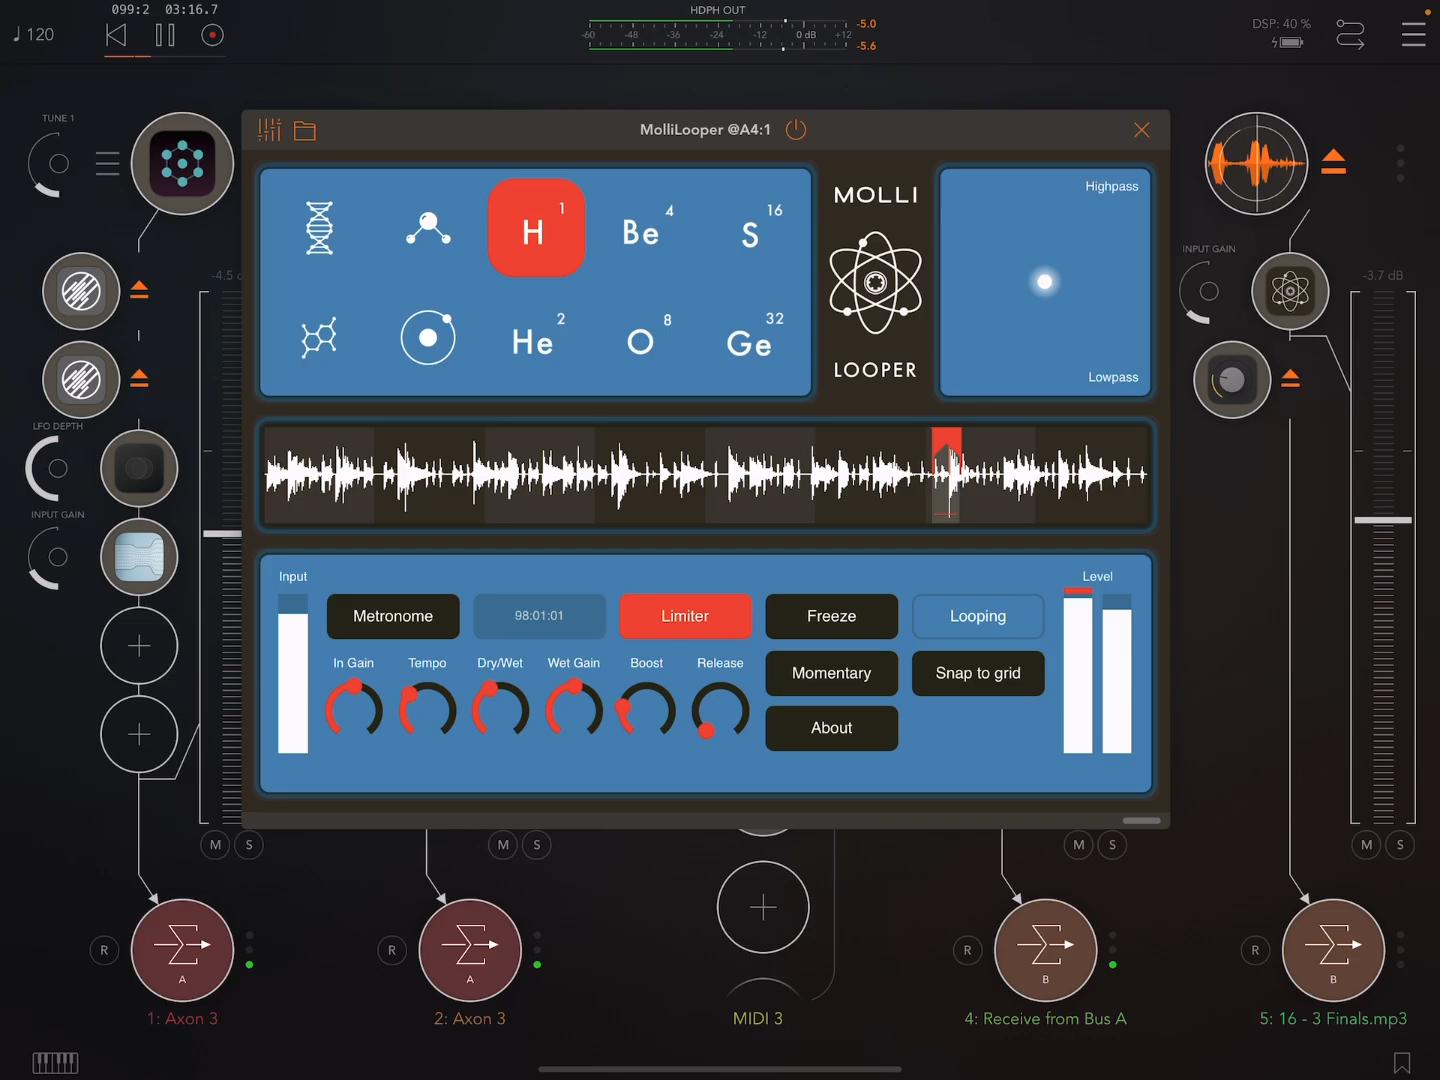 099:2 03:16.7
♩120
HDPH OUT
-60 -48 -36 -24 -12 0 dB +12
-5.0
-5.6
DSP: 40 %
TUNE 1
MolliLooper @A4:1
H 1
Be 4
S 16
He 2
O 8
Ge 32
MOLLI
LOOPER
Highpass
Lowpass
INPUT GAIN
-3.7 dB
LFO DEPTH
INPUT GAIN
Input
Metronome
98:01:01
Limiter
Freeze
Looping
Level
In Gain
Tempo
Dry/Wet
Wet Gain
Boost
Release
Momentary
Snap to grid
About
M S
M S
M S
M S
R
R
R
R
A
A
B
B
1: Axon 3
2: Axon 3
MIDI 3
4: Receive from Bus A
5: 16 - 3 Finals.mp3